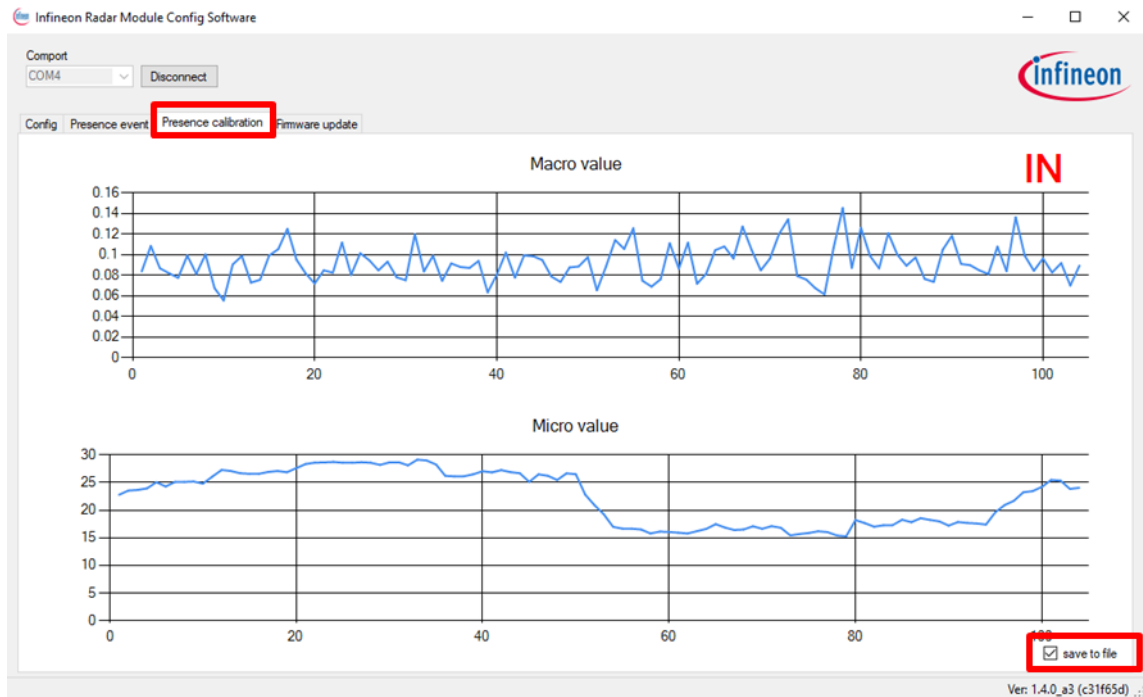 Infineon Radar Module Config Software
Comport
COM4
Disconnect
infineon
Config
Presence event
Presence calibration
Firmware update
Macro value
IN
0.16
0.14
0.12
0.1
0.08
0.06
0.04
0.02
0
0 20 40 60 80 100
Micro value
30
25
20
15
10
5
0
0 20 40 60 80 100
save to file
Ver: 1.4.0_a3 (c31f65d)